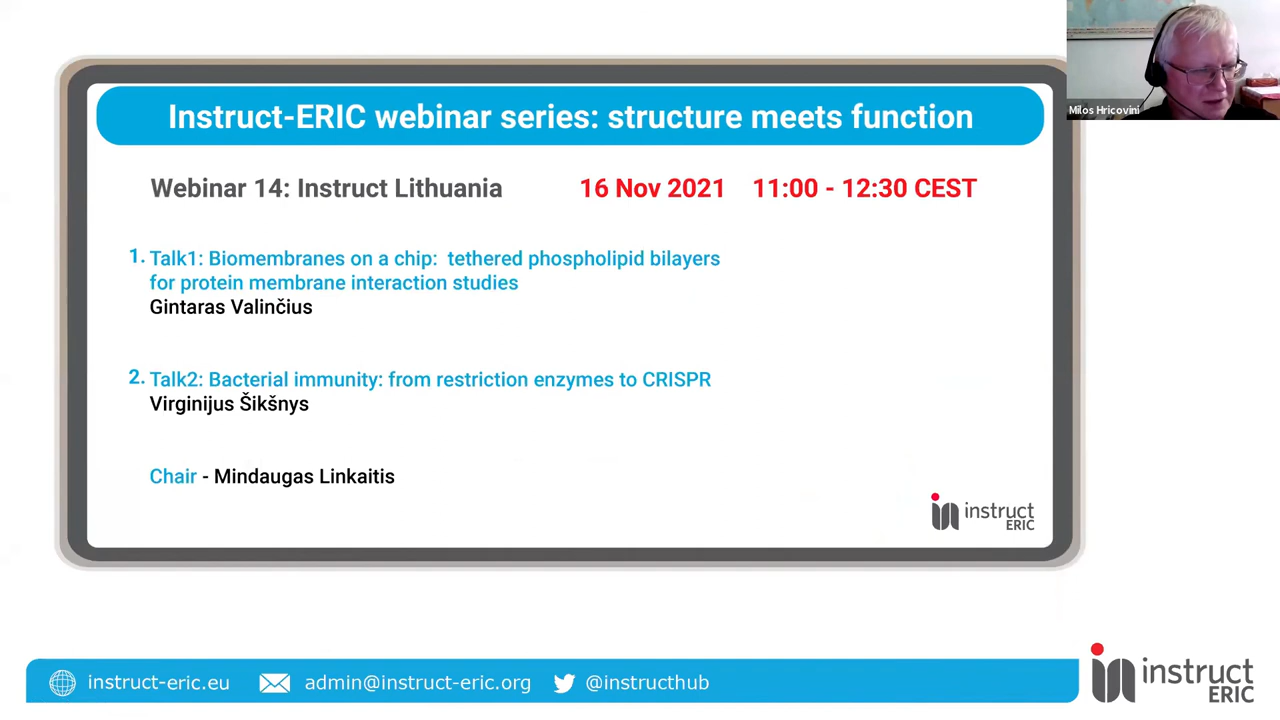 Milos Hricovini
Instruct-ERIC webinar series: structure meets function
Webinar 14: Instruct Lithuania 16 Nov 2021 11:00 - 12:30 CEST
1. Talk1: Biomembranes on a chip: tethered phospholipid bilayers
for protein membrane interaction studies
Gintaras Valinčius
2. Talk2: Bacterial immunity: from restriction enzymes to CRISPR
Virginijus Šikšnys
Chair - Mindaugas Linkaitis
instruct
ERIC
instruct-eric.eu admin@instruct-eric.org @instructhub
instruct
ERIC